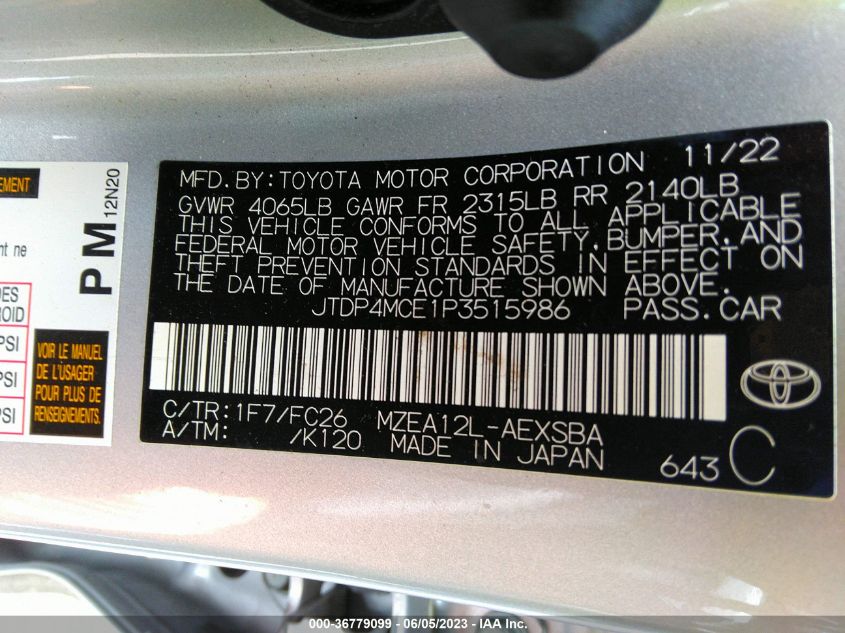 MFD.BY:TOYOTA MOTOR CORPORATION 11/22
GVWR 4065LB GAWR FR 2315LB RR 2140LB
THIS VEHICLE CONFORMS TO ALL APPLICABLE
FEDERAL MOTOR VEHICLE SAFETY,BUMPER,AND
THEFT PREVENTION STANDARDS IN EFFECT ON
THE DATE OF MANUFACTURE SHOWN ABOVE.
JTDP4MCE1P3515986 PASS.CAR
C/TR:1F7/FC26 MZEA12L-AEXSBA
A/TM: /K120 MADE IN JAPAN
643 C
EMENT
PM 12N20
nt ne
DES
ROID
PSI
PSI
PSI
VOIR LE MANUEL
DE L'USAGER
POUR PLUS DE
RENSEIGNEMENTS
000-36779099 - 06/05/2023 - IAA Inc.